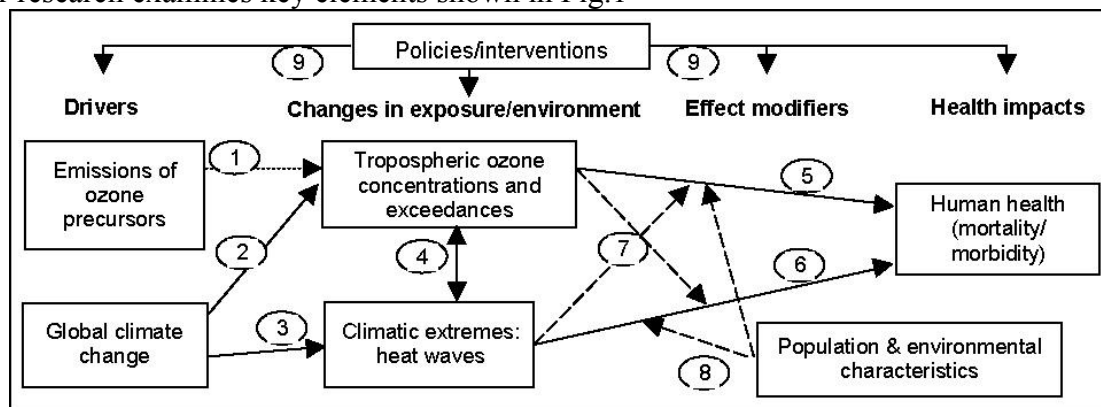 research examines key elements shown in Fig.1
Policies/interventions
9
9
Drivers
Changes in exposure/environment
Effect modifiers
Health impacts
1
Emissions of
ozone
precursors
Tropospheric ozone
concentrations and
exceedances
5
Human health
(mortality/
morbidity)
2
4
7
6
3
Global climate
change
Climatic extremes:
heat waves
8
Population & environmental
characteristics